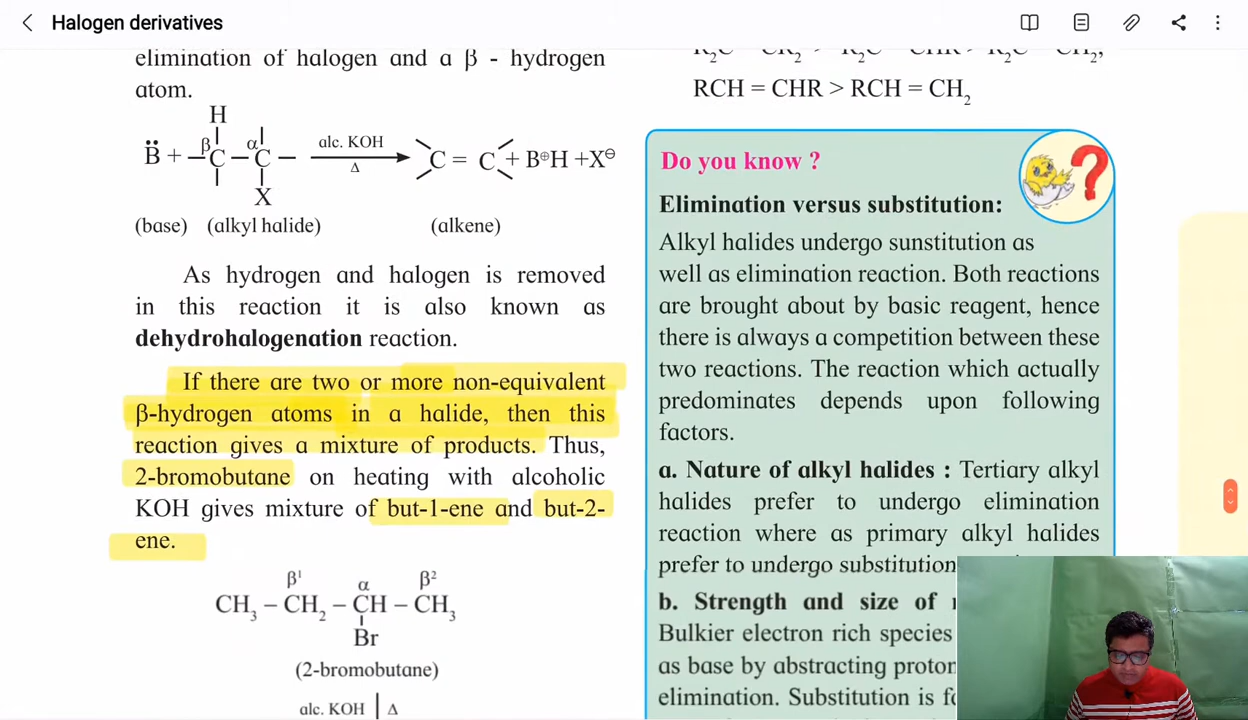 Halogen derivatives
elimination of halogen and a β - hydrogen
atom.
H
B̈ + – C – C – alc. KOH Δ → C = C + B⊕H +X⊖
β α
X
(base) (alkyl halide) (alkene)
As hydrogen and halogen is removed
in this reaction it is also known as
dehydrohalogenation reaction.
If there are two or more non-equivalent
β-hydrogen atoms in a halide, then this
reaction gives a mixture of products. Thus,
2-bromobutane on heating with alcoholic
KOH gives mixture of but-1-ene and but-2-
ene.
β¹ α β²
CH₃ – CH₂ – CH – CH₃
Br
(2-bromobutane)
alc. KOH | Δ
RCH = CHR > RCH = CH₂
Do you know ?
Elimination versus substitution:
Alkyl halides undergo sunstitution as
well as elimination reaction. Both reactions
are brought about by basic reagent, hence
there is always a competition between these
two reactions. The reaction which actually
predominates depends upon following
factors.
a. Nature of alkyl halides : Tertiary alkyl
halides prefer to undergo elimination
reaction where as primary alkyl halides
prefer to undergo substitution
b. Strength and size of
Bulkier electron rich species
as base by abstracting proton
elimination. Substitution is